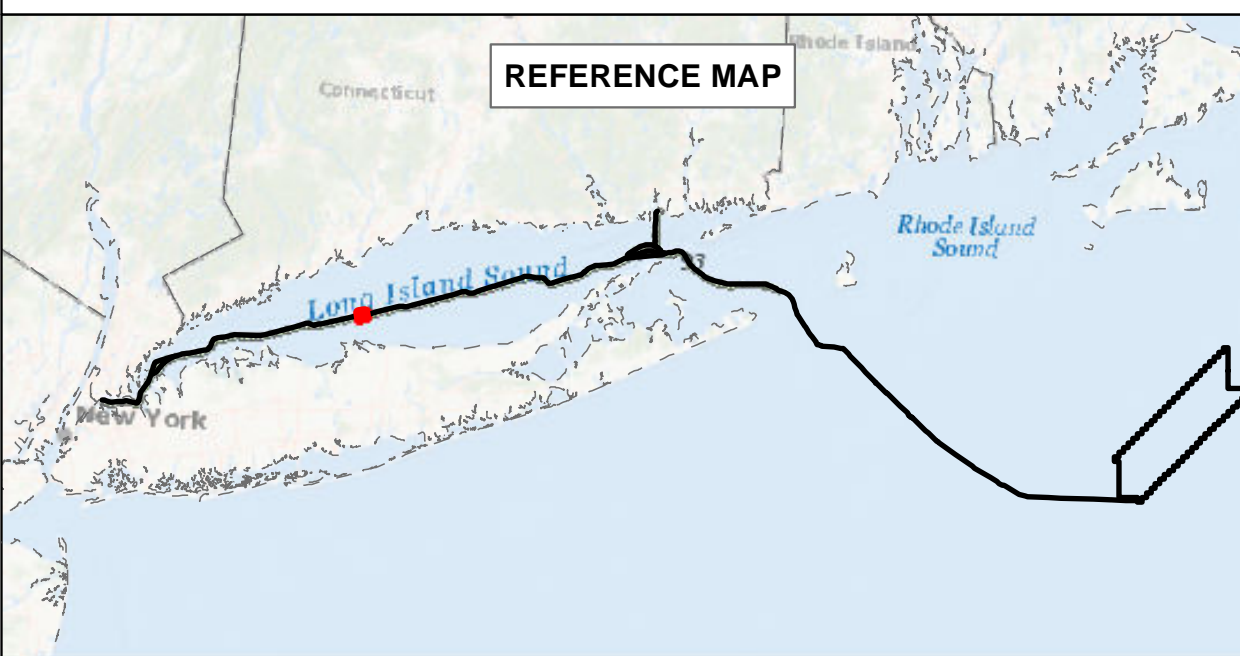 Rhode Island
REFERENCE MAP
Connecticut
Rhode Island
Sound
Long Island Sound
New York